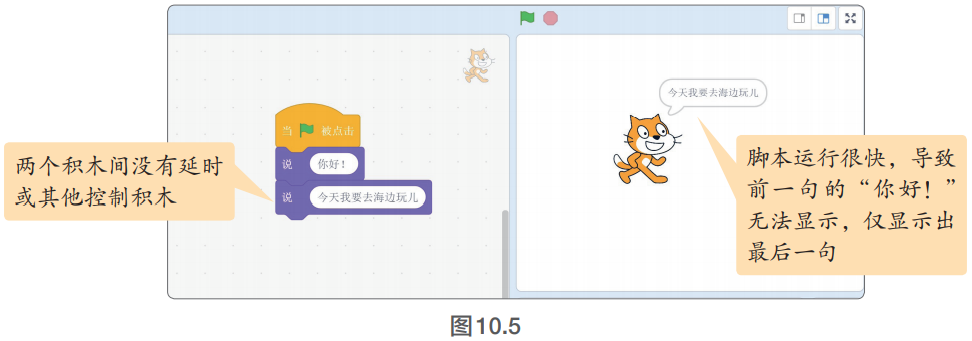 当 被点击
说 你好！
说 今天我要去海边玩儿
两个积木间没有延时
或其他控制积木
今天我要去海边玩儿
脚本运行很快，导致
前一句的“你好！”
无法显示，仅显示出
最后一句
图10.5